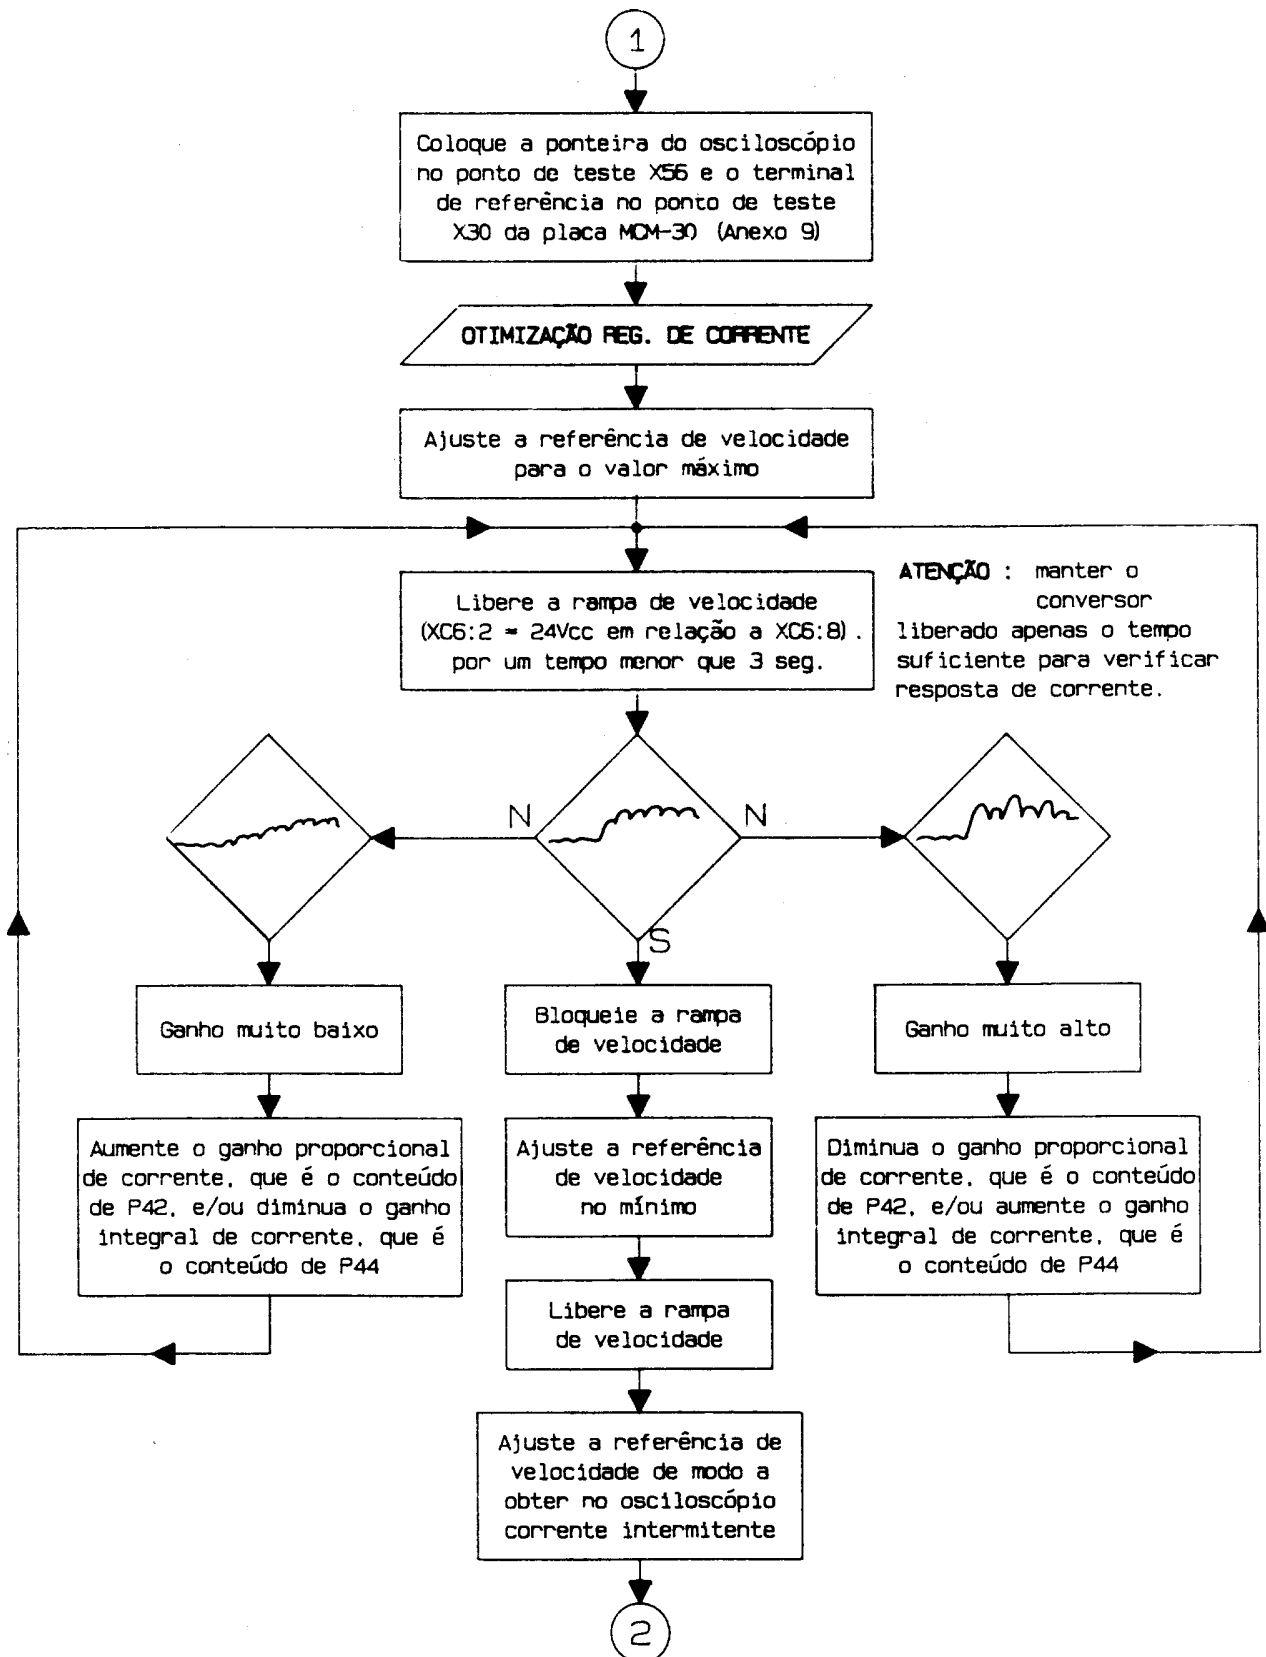 1
Coloque a ponteira do osciloscópio
no ponto de teste X56 e o terminal
de referência no ponto de teste
X30 da placa MCM-30 (Anexo 9)
OTIMIZAÇÃO REG. DE CORRENTE
Ajuste a referência de velocidade
para o valor máximo
Libere a rampa de velocidade
(XC6:2 = 24Vcc em relação a XC6:8).
por um tempo menor que 3 seg.
ATENÇÃO : manter o
conversor
liberado apenas o tempo
suficiente para verificar
resposta de corrente.
N
N
S
Ganho muito baixo
Bloqueie a rampa
de velocidade
Ganho muito alto
Aumente o ganho proporcional
de corrente, que é o conteúdo
de P42, e/ou diminua o ganho
integral de corrente, que é
o conteúdo de P44
Ajuste a referência
de velocidade
no mínimo
Diminua o ganho proporcional
de corrente, que é o conteúdo
de P42, e/ou aumente o ganho
integral de corrente, que é
o conteúdo de P44
Libere a rampa
de velocidade
Ajuste a referência de
velocidade de modo a
obter no osciloscópio
corrente intermitente
2